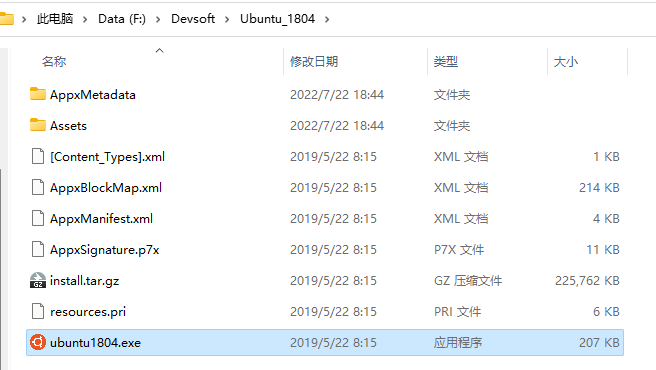 此电脑 > Data (F:) > Devsoft > Ubuntu_1804 >
名称 修改日期 类型 大小
AppxMetadata 2022/7/22 18:44 文件夹
Assets 2022/7/22 18:44 文件夹
[Content_Types].xml 2019/5/22 8:15 XML 文档 1 KB
AppxBlockMap.xml 2019/5/22 8:15 XML 文档 214 KB
AppxManifest.xml 2019/5/22 8:15 XML 文档 4 KB
AppxSignature.p7x 2019/5/22 8:15 P7X 文件 11 KB
GZ install.tar.gz 2019/5/22 8:15 GZ 压缩文件 225,762 KB
resources.pri 2019/5/22 8:15 PRI 文件 6 KB
ubuntu1804.exe 2019/5/22 8:15 应用程序 207 KB